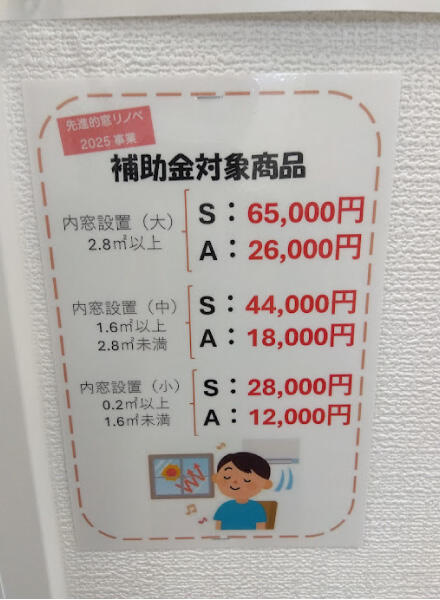 先進的窓リノベ
2025事業
補助金対象商品
内窓設置（大）
2.8㎡以上
S：65,000円
A：26,000円
内窓設置（中）
1.6㎡以上
2.8㎡未満
S：44,000円
A：18,000円
内窓設置（小）
0.2㎡以上
1.6㎡未満
S：28,000円
A：12,000円